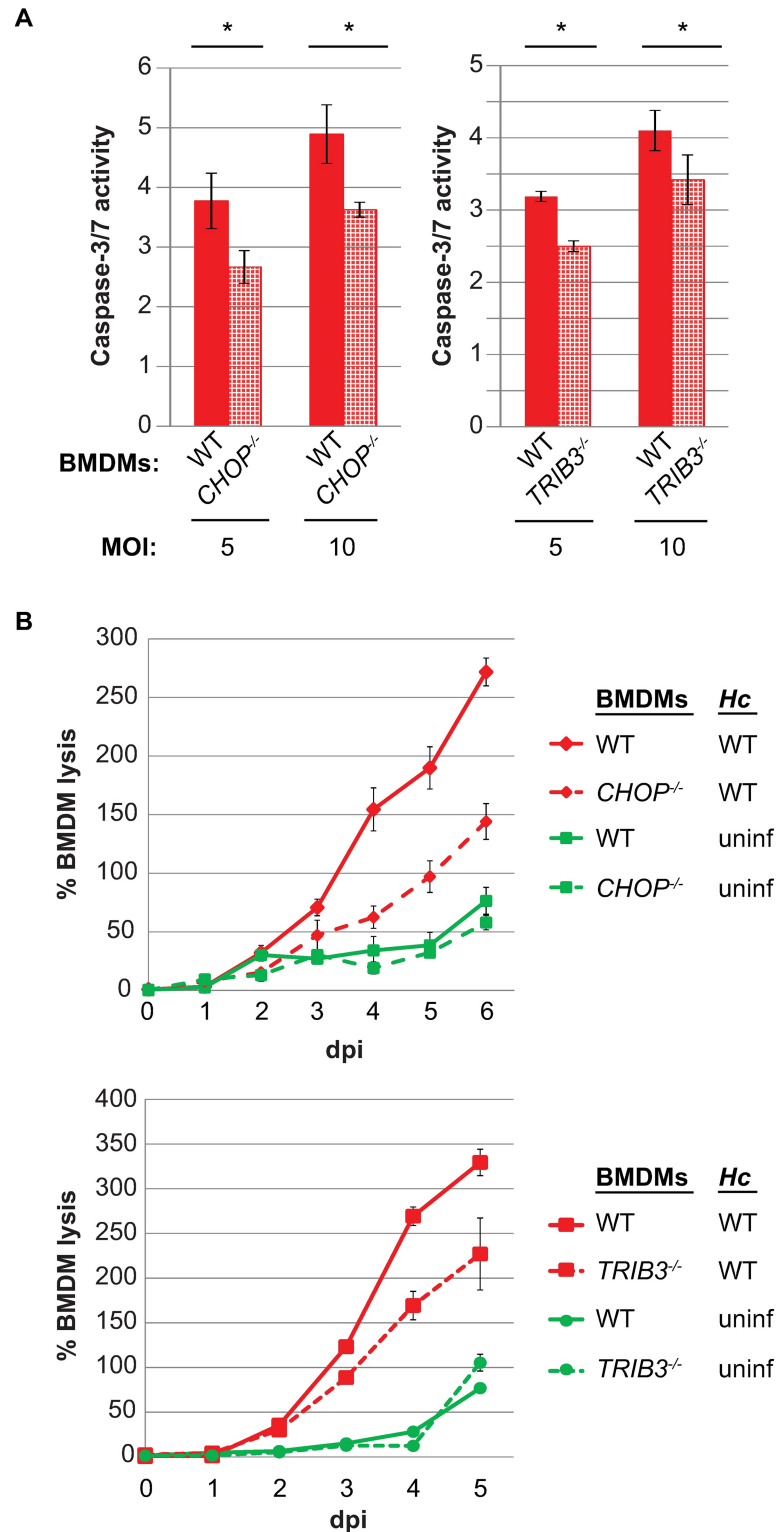 A
* * * *
6
5
4
3
2
1
0
Caspase-3/7 activity
5
4
3
2
1
0
Caspase-3/7 activity
BMDMs: WT CHOP-/- WT CHOP-/- WT TRIB3-/- WT TRIB3-/-
MOI: 5 10 5 10
B
300
250
200
150
100
50
0
% BMDM lysis
0 1 2 3 4 5 6
dpi
BMDMs Hc
WT WT
CHOP-/- WT
WT uninf
CHOP-/- uninf
400
350
300
250
200
150
100
50
0
% BMDM lysis
0 1 2 3 4 5
dpi
BMDMs Hc
WT WT
TRIB3-/- WT
WT uninf
TRIB3-/- uninf